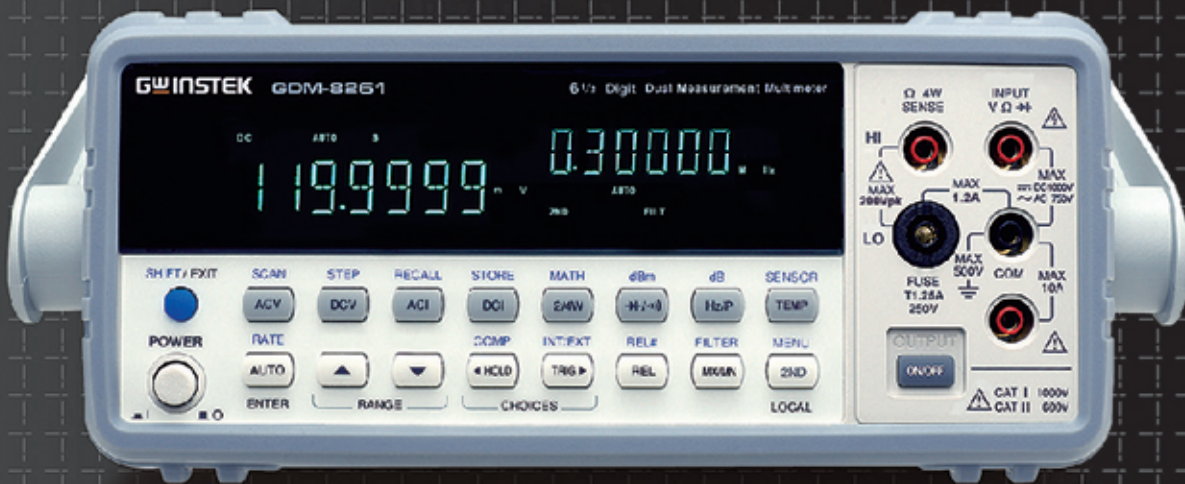 GWINSTEK GDM-8261
6 1/2 Digit Dual Measurement Multimeter
DC AUTO S
119.9999 m V
0.30000 M Hz
AUTO
2ND FILT
Ω 4W SENSE
INPUT V Ω
HI
MAX 200Vpk
LO
MAX 1.2A
MAX DC1000V AC 750V
FUSE T1.25A 250V
MAX 500V
COM
MAX 10A
OUTPUT
ON/OFF
CAT I 1000V
CAT II 600V
SHIFT / EXIT SCAN STEP RECALL STORE MATH dBm dB SENSOR
ACV DCV ACI DCI 2/4W Hz/P TEMP
POWER RATE COMP INT/EXT REL# FILTER MENU
AUTO ▲ ▼ ◄ HOLD TRIG ► REL MX/MN 2ND
ENTER RANGE CHOICES LOCAL